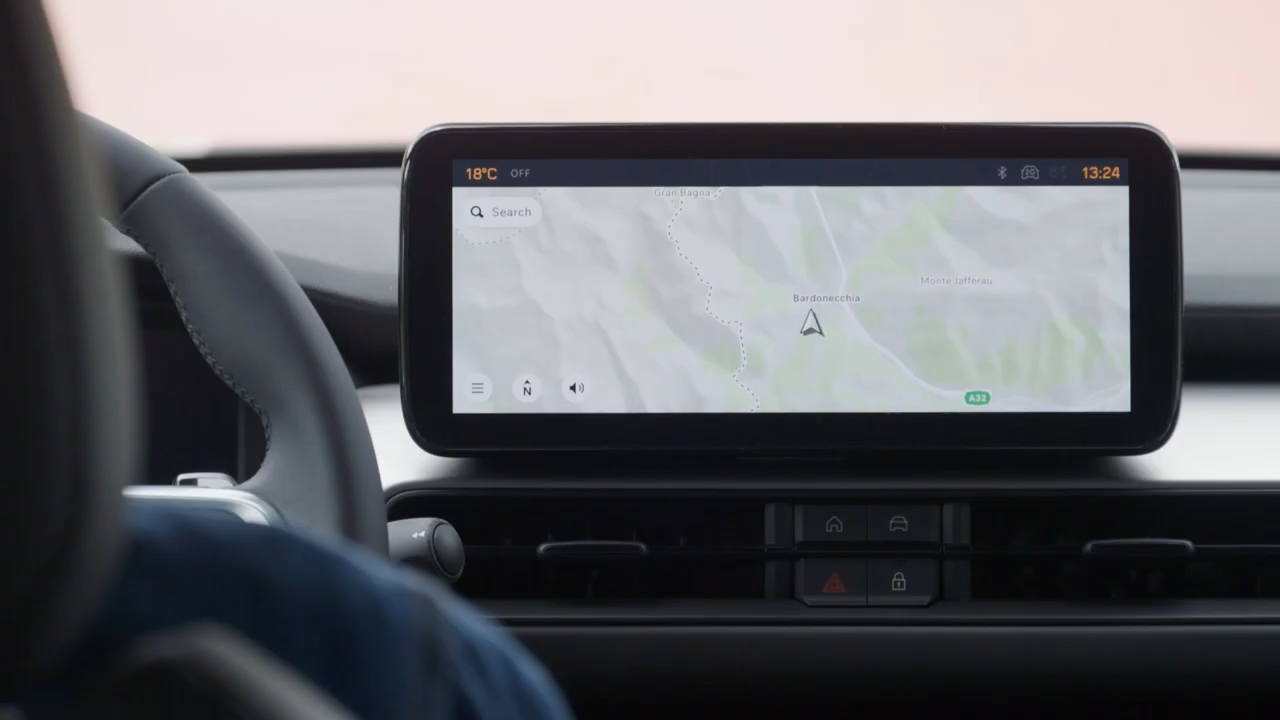 18°C OFF
13:24
Gran Bagna
Search
Monte Jafferau
Bardonecchia
N
A32